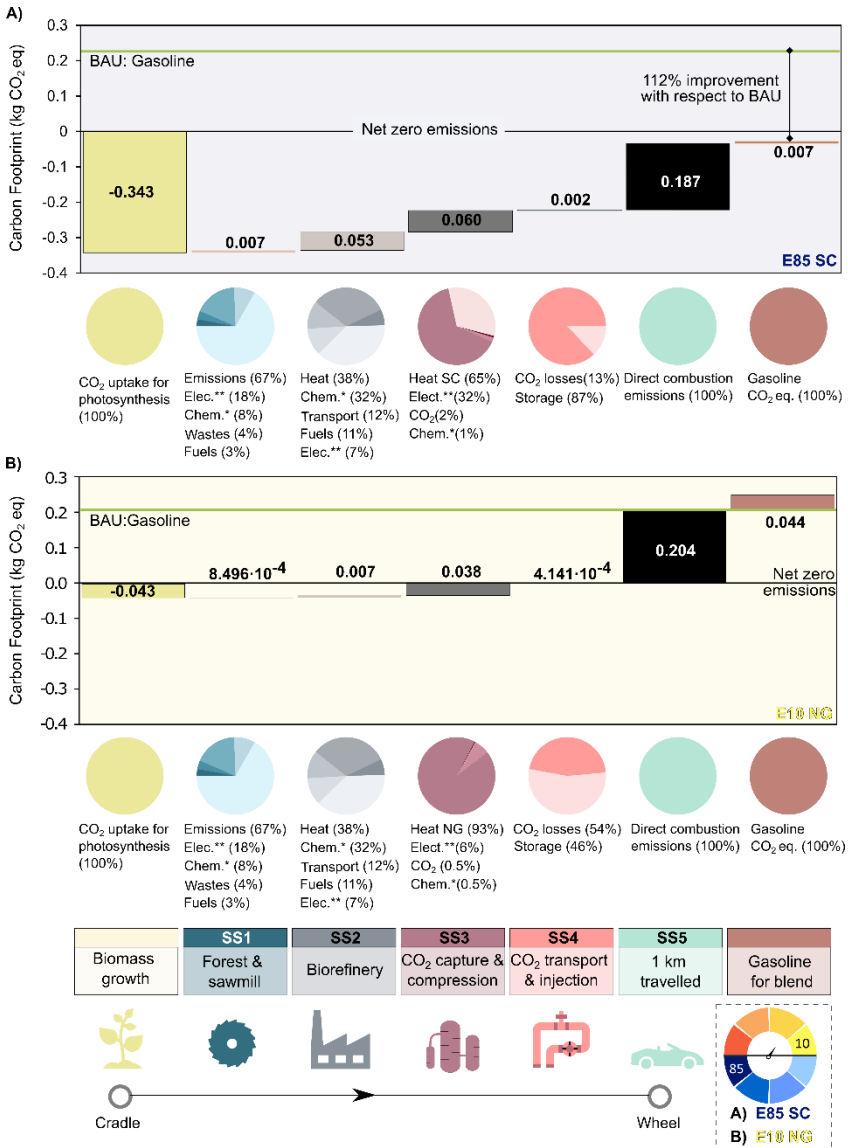 A)
Carbon Footprint (kg CO2 eq)
0.3
0.2
0.1
0
-0.1
-0.2
-0.3
-0.4
BAU: Gasoline
112% improvement
with respect to BAU
Net zero emissions
-0.343
0.007
0.053
0.060
0.002
0.187
0.007
E85 SC
CO2 uptake for
photosynthesis
(100%)
Emissions (67%)
Elec.** (18%)
Chem.* (8%)
Wastes (4%)
Fuels (3%)
Heat (38%)
Chem.* (32%)
Transport (12%)
Fuels (11%)
Elec.** (7%)
Heat SC (65%)
Elect.**(32%)
CO2(2%)
Chem.*(1%)
CO2 losses(13%)
Storage (87%)
Direct combustion
emissions (100%)
Gasoline
CO2 eq. (100%)
B)
Carbon Footprint (kg CO2 eq)
0.3
0.2
0.1
0.0
-0.1
-0.2
-0.3
-0.4
BAU:Gasoline
-0.043
8.496·10-4
0.007
0.038
4.141·10-4
0.204
0.044
Net zero
emissions
E10 NG
CO2 uptake for
photosynthesis
(100%)
Emissions (67%)
Elec.** (18%)
Chem.* (8%)
Wastes (4%)
Fuels (3%)
Heat (38%)
Chem.* (32%)
Transport (12%)
Fuels (11%)
Elec.** (7%)
Heat NG (93%)
Elect.**(6%)
CO2 (0.5%)
Chem.*(0.5%)
CO2 losses (54%)
Storage (46%)
Direct combustion
emissions (100%)
Gasoline
CO2 eq. (100%)
Biomass
growth
SS1
Forest &
sawmill
SS2
Biorefinery
SS3
CO2 capture &
compression
SS4
CO2 transport
& injection
SS5
1 km
travelled
Gasoline
for blend
Cradle
Wheel
10
85
A) E85 SC
B) E10 NG